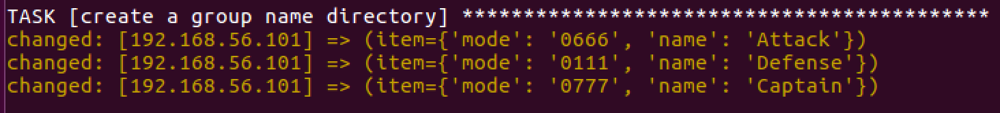 TASK [create a group name directory] *******************************************
changed: [192.168.56.101] => (item={'mode': '0666', 'name': 'Attack'})
changed: [192.168.56.101] => (item={'mode': '0111', 'name': 'Defense'})
changed: [192.168.56.101] => (item={'mode': '0777', 'name': 'Captain'})